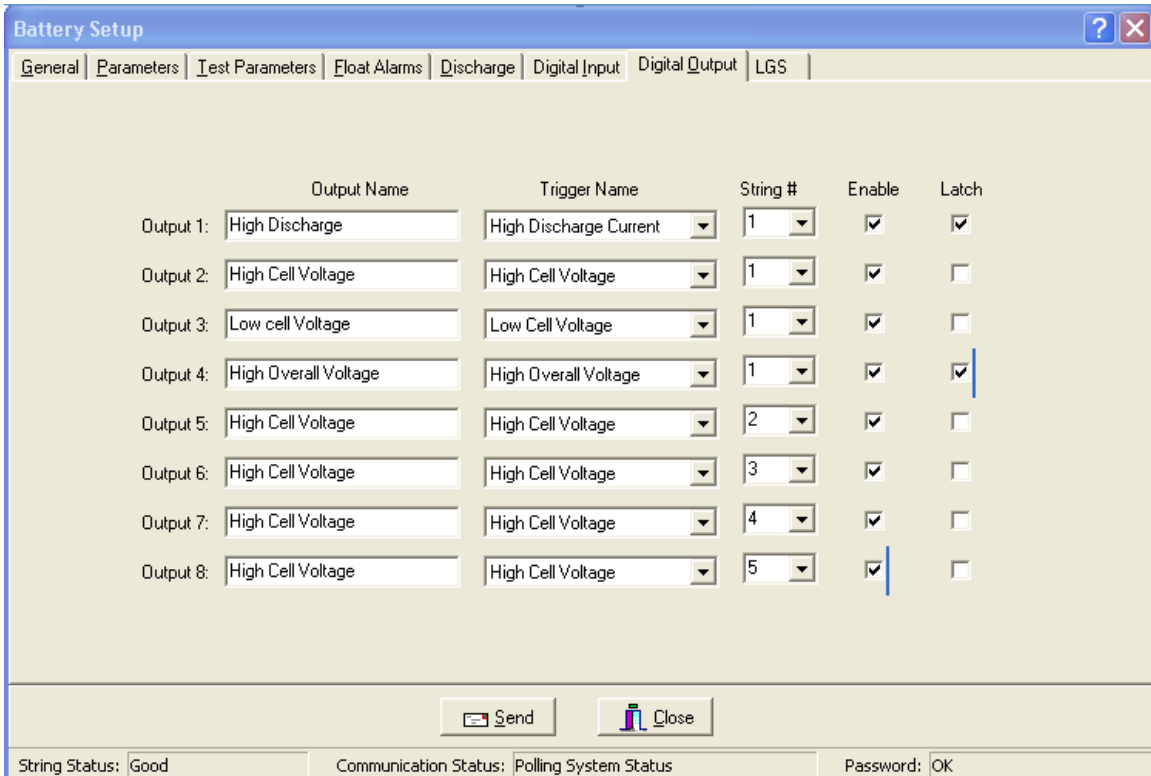 Battery Setup
General Parameters Test Parameters Float Alarms Discharge Digital Input Digital Output LGS
Output Name Trigger Name String # Enable Latch
Output 1: High Discharge High Discharge Current 1
Output 2: High Cell Voltage High Cell Voltage 1
Output 3: Low cell Voltage Low Cell Voltage 1
Output 4: High Overall Voltage High Overall Voltage 1
Output 5: High Cell Voltage High Cell Voltage 2
Output 6: High Cell Voltage High Cell Voltage 3
Output 7: High Cell Voltage High Cell Voltage 4
Output 8: High Cell Voltage High Cell Voltage 5
Send Close
String Status: Good Communication Status: Polling System Status Password: OK